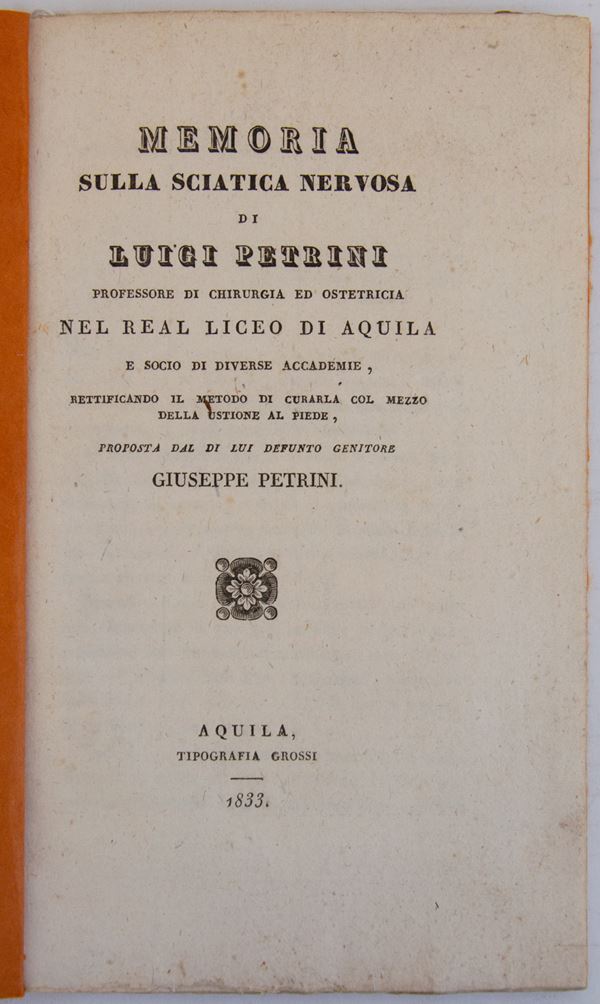 MEMORIA
SULLA SCIATICA NERVOSA
DI
LUIGI PETRINI
PROFESSORE DI CHIRURGIA ED OSTETRICIA
NEL REAL LICEO DI AQUILA
E SOCIO DI DIVERSE ACCADEMIE,
RETTIFICANDO IL METODO DI CURARLA COL MEZZO
DELLA USTIONE AL PIEDE,
PROPOSTA DAL DI LUI DEFUNTO GENITORE
GIUSEPPE PETRINI.
AQUILA,
TIPOGRAFIA GROSSI
1833.